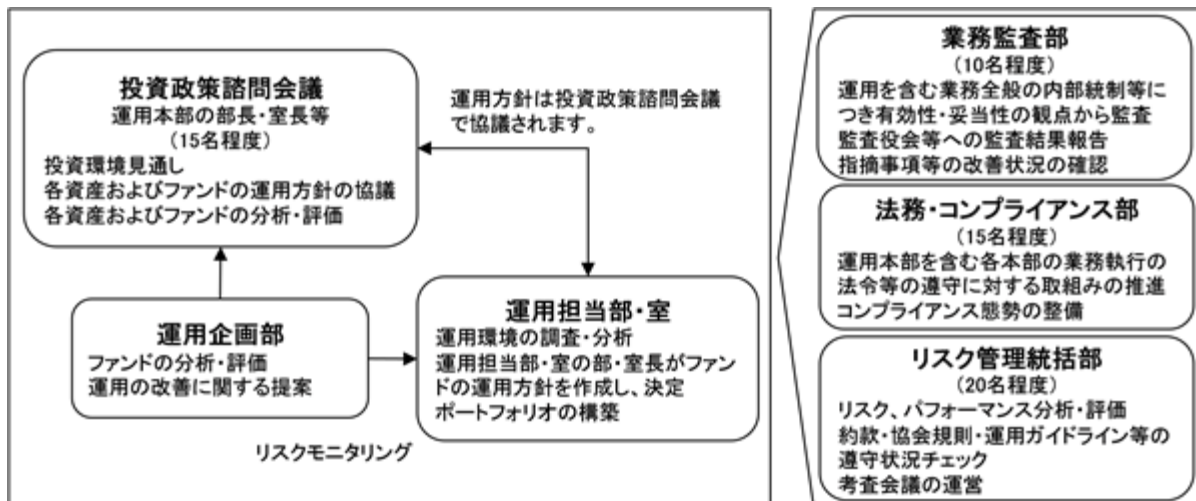 投資政策諮問会議
運用本部の部長・室長等
(15名程度)
投資環境見通し
各資産およびファンドの運用方針の協議
各資産およびファンドの分析・評価
運用方針は投資政策諮問会議
で協議されます。
運用企画部
ファンドの分析・評価
運用の改善に関する提案
運用担当部・室
運用環境の調査・分析
運用担当部・室の部・室長がファン
ドの運用方針を作成し、決定
ポートフォリオの構築
リスクモニタリング
業務監査部
(10名程度)
運用を含む業務全般の内部統制等に
つき有効性・妥当性の観点から監査
監査役会等への監査結果報告
指摘事項等の改善状況の確認
法務・コンプライアンス部
(15名程度)
運用本部を含む各本部の業務執行の
法令等の遵守に対する取組みの推進
コンプライアンス態勢の整備
リスク管理統括部
(20名程度)
リスク、パフォーマンス分析・評価
約款・協会規則・運用ガイドライン等の
遵守状況チェック
考査会議の運営